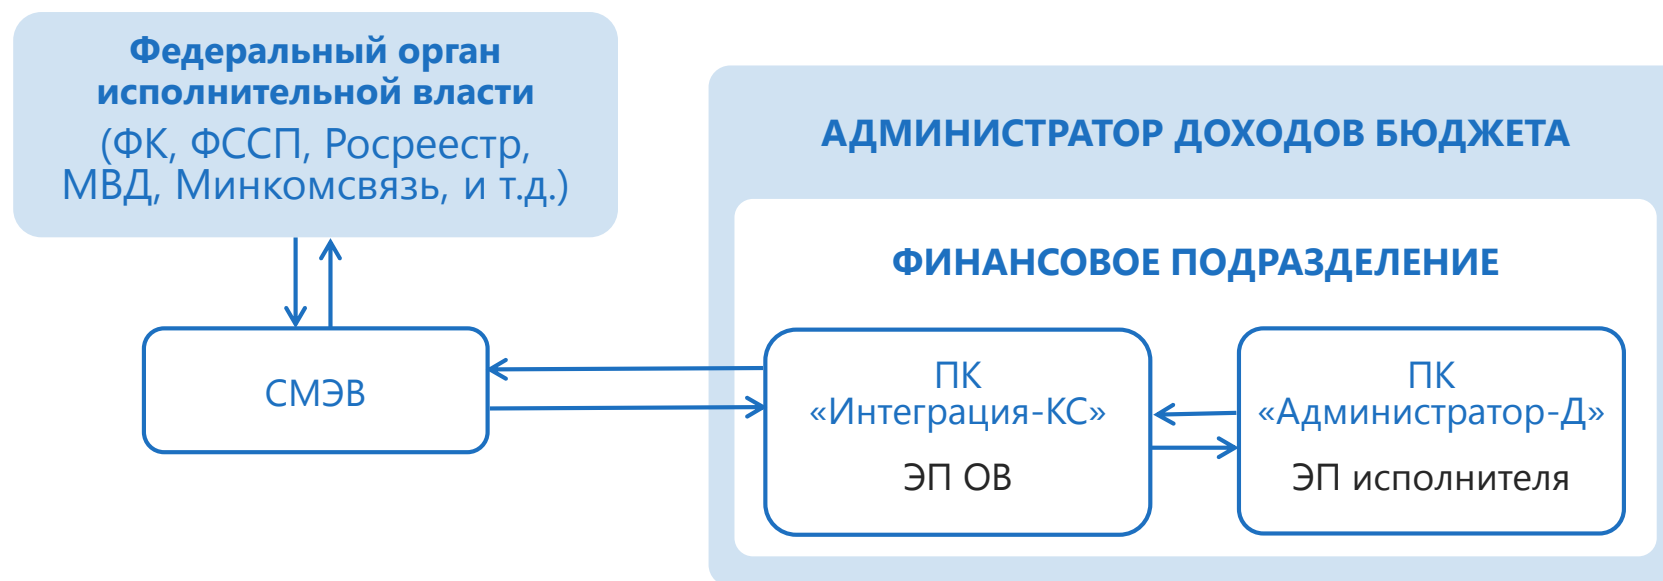 Федеральный орган
исполнительной власти
(ФК, ФССП, Росреестр,
МВД, Минкомсвязь, и т.д.)
АДМИНИСТРАТОР ДОХОДОВ БЮДЖЕТА
ФИНАНСОВОЕ ПОДРАЗДЕЛЕНИЕ
СМЭВ
ПК
«Интеграция-КС»
ЭП ОВ
ПК
«Администратор-Д»
ЭП исполнителя